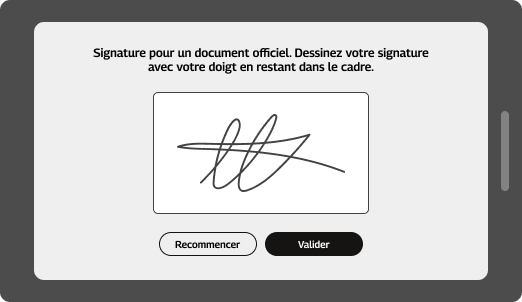 Signature pour un document officiel. Dessinez votre signature
avec votre doigt en restant dans le cadre.
Recommencer
Valider